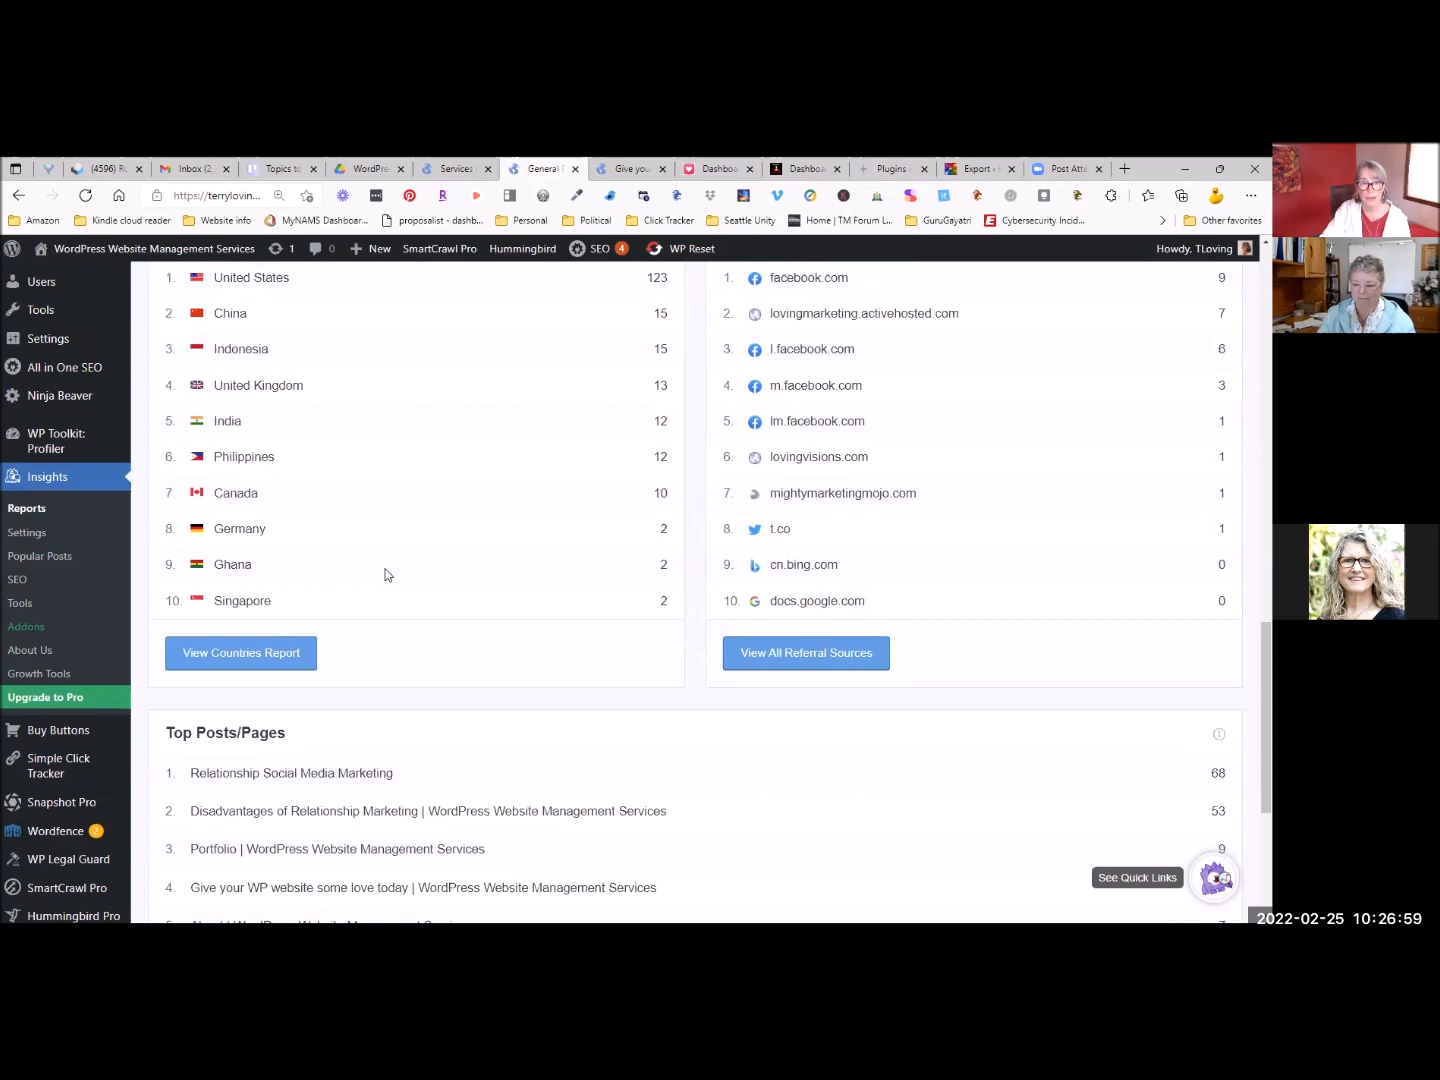 (4596) Ro
Inbox (2
Topics to
WordPre
Services
General F
Give you
Dashboa
Dashboa
Plugins
Export
Post Atte
https://terrylovin...
Amazon
Kindle cloud reader
Website info
MyNAMS Dashboar...
proposalist - dashb...
Personal
Political
Click Tracker
Seattle Unity
Home | TM Forum L...
GuruGayatri
Cybersecurity Incid...
Other favorites
WordPress Website Management Services
1
0
New
SmartCrawl Pro
Hummingbird
SEO 4
WP Reset
Howdy, TLoving
Users
Tools
Settings
All in One SEO
Ninja Beaver
WP Toolkit:
Profiler
Insights
Reports
Settings
Popular Posts
SEO
Tools
Addons
About Us
Growth Tools
Upgrade to Pro
Buy Buttons
Simple Click
Tracker
Snapshot Pro
Wordfence 2
WP Legal Guard
SmartCrawl Pro
Hummingbird Pro
1. United States 123
2. China 15
3. Indonesia 15
4. United Kingdom 13
5. India 12
6. Philippines 12
7. Canada 10
8. Germany 2
9. Ghana 2
10. Singapore 2
View Countries Report
1. facebook.com 9
2. lovingmarketing.activehosted.com 7
3. l.facebook.com 6
4. m.facebook.com 3
5. lm.facebook.com 1
6. lovingvisions.com 1
7. mightymarketingmojo.com 1
8. t.co 1
9. cn.bing.com 0
10. docs.google.com 0
View All Referral Sources
Top Posts/Pages
1. Relationship Social Media Marketing 68
2. Disadvantages of Relationship Marketing | WordPress Website Management Services 53
3. Portfolio | WordPress Website Management Services 9
4. Give your WP website some love today | WordPress Website Management Services
See Quick Links
2022-02-25 10:26:59